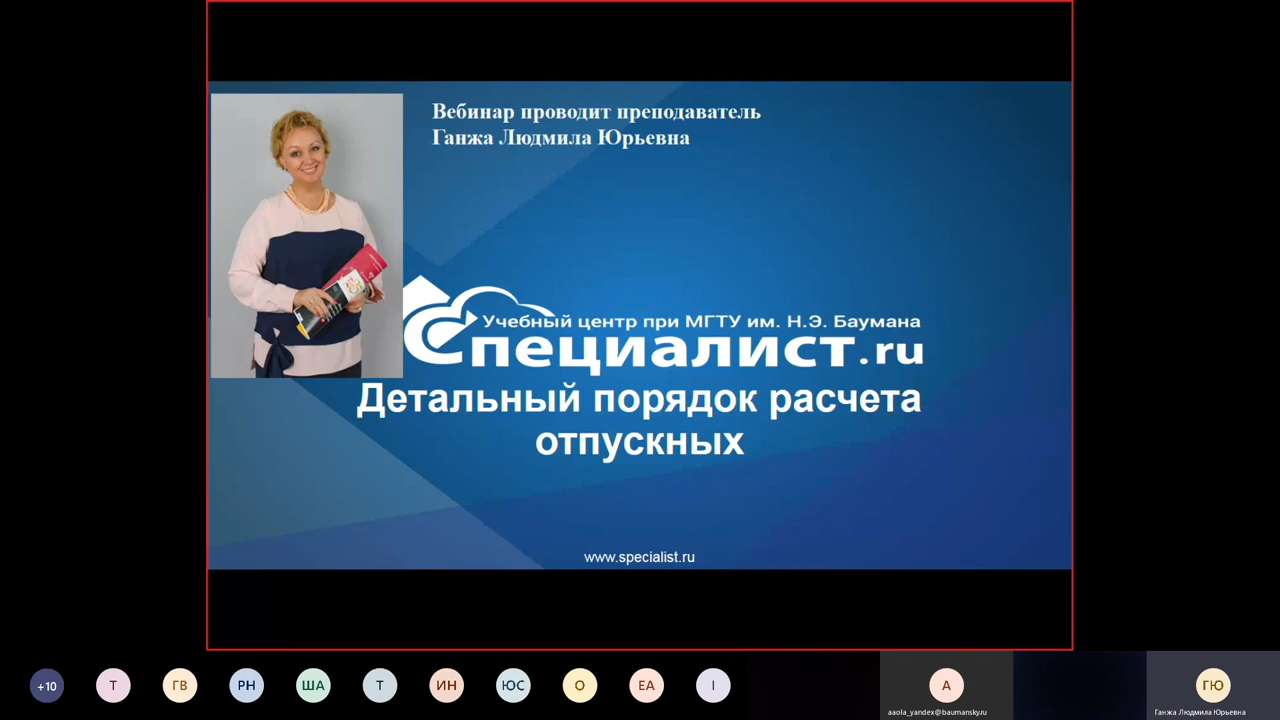 Вебинар проводит преподаватель
Ганжа Людмила Юрьевна
Учебный центр при МГТУ им. Н.Э. Баумана
Специалист.ru
Детальный порядок расчета
отпускных
www.specialist.ru
+10
Т
ГВ
РН
ША
Т
ИН
ЮС
О
ЕА
I
А
aaola_yandex@baumansky.ru
ГЮ
Ганжа Людмила Юрьевна